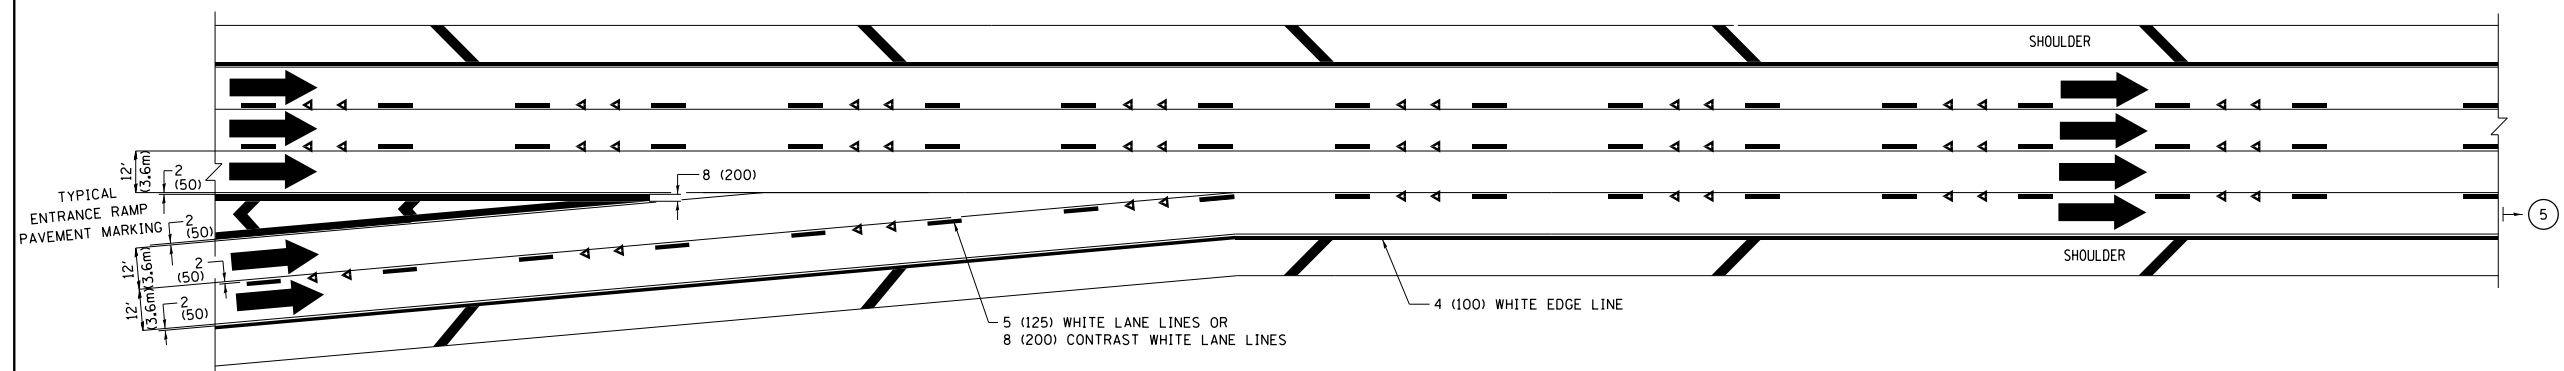 SHOULDER
12'
(3.6m)
2
(50)
8 (200)
TYPICAL
ENTRANCE RAMP
PAVEMENT MARKING
2
(50)
12'
(3.6m)
2
(50)
12'
(3.6m)
2
(50)
5
SHOULDER
4 (100) WHITE EDGE LINE
5 (125) WHITE LANE LINES OR
8 (200) CONTRAST WHITE LANE LINES